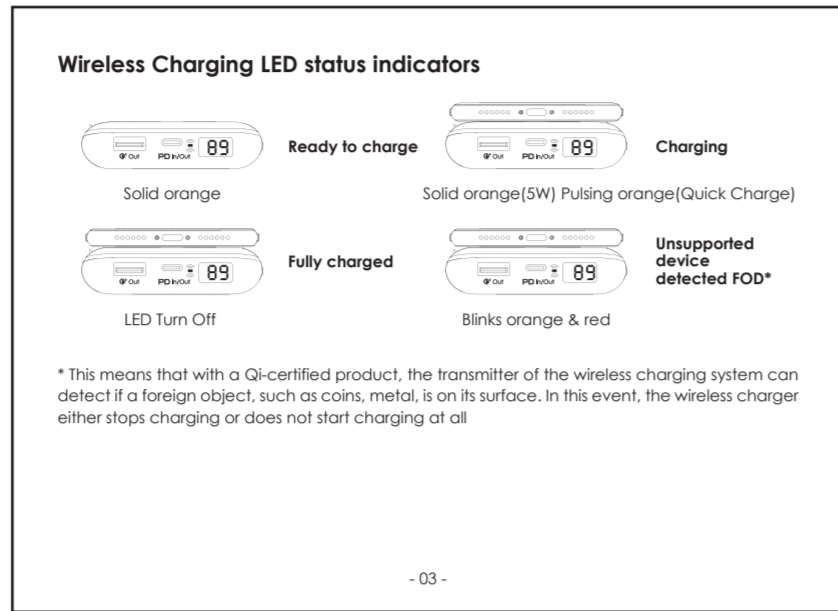 Wireless Charging LED status indicators
89
Out
PD In/Out
Ready to charge
Solid orange
89
Out
PD In/Out
Charging
Solid orange(5W) Pulsing orange(Quick Charge)
89
Out
PD In/Out
Fully charged
LED Turn Off
89
Out
PD In/Out
Unsupported
device
detected FOD*
Blinks orange & red
* This means that with a Qi-certified product, the transmitter of the wireless charging system can
detect if a foreign object, such as coins, metal, is on its surface. In this event, the wireless charger
either stops charging or does not start charging at all
- 03 -